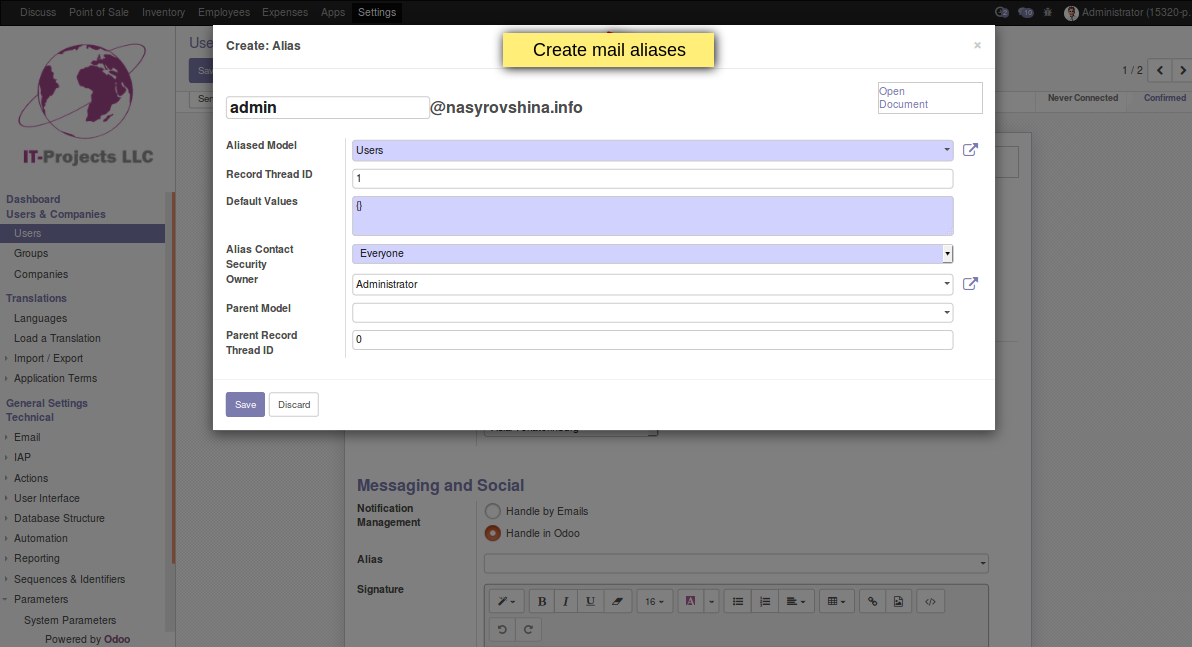 Discuss Point of Sale Inventory Employees Expenses Apps Settings
2 10 Administrator (15320-p.
Create: Alias
×
Create mail aliases
Use
Sav
1 / 2
Never Connected Confirmed
admin @nasyrovshina.info
Open
Document
Aliased Model
Users
Record Thread ID
1
Default Values
{}
Alias Contact
Security
Everyone
Owner
Administrator
Parent Model
Parent Record
Thread ID
0
Save Discard
IT-Projects LLC
Dashboard
Users & Companies
Users
Groups
Companies
Translations
Languages
Load a Translation
Import / Export
Application Terms
General Settings
Technical
Email
IAP
Actions
User Interface
Database Structure
Automation
Reporting
Sequences & Identifiers
Parameters
System Parameters
Powered by Odoo
Messaging and Social
Notification
Management
Handle by Emails
Handle in Odoo
Alias
Signature
B I U 16 A